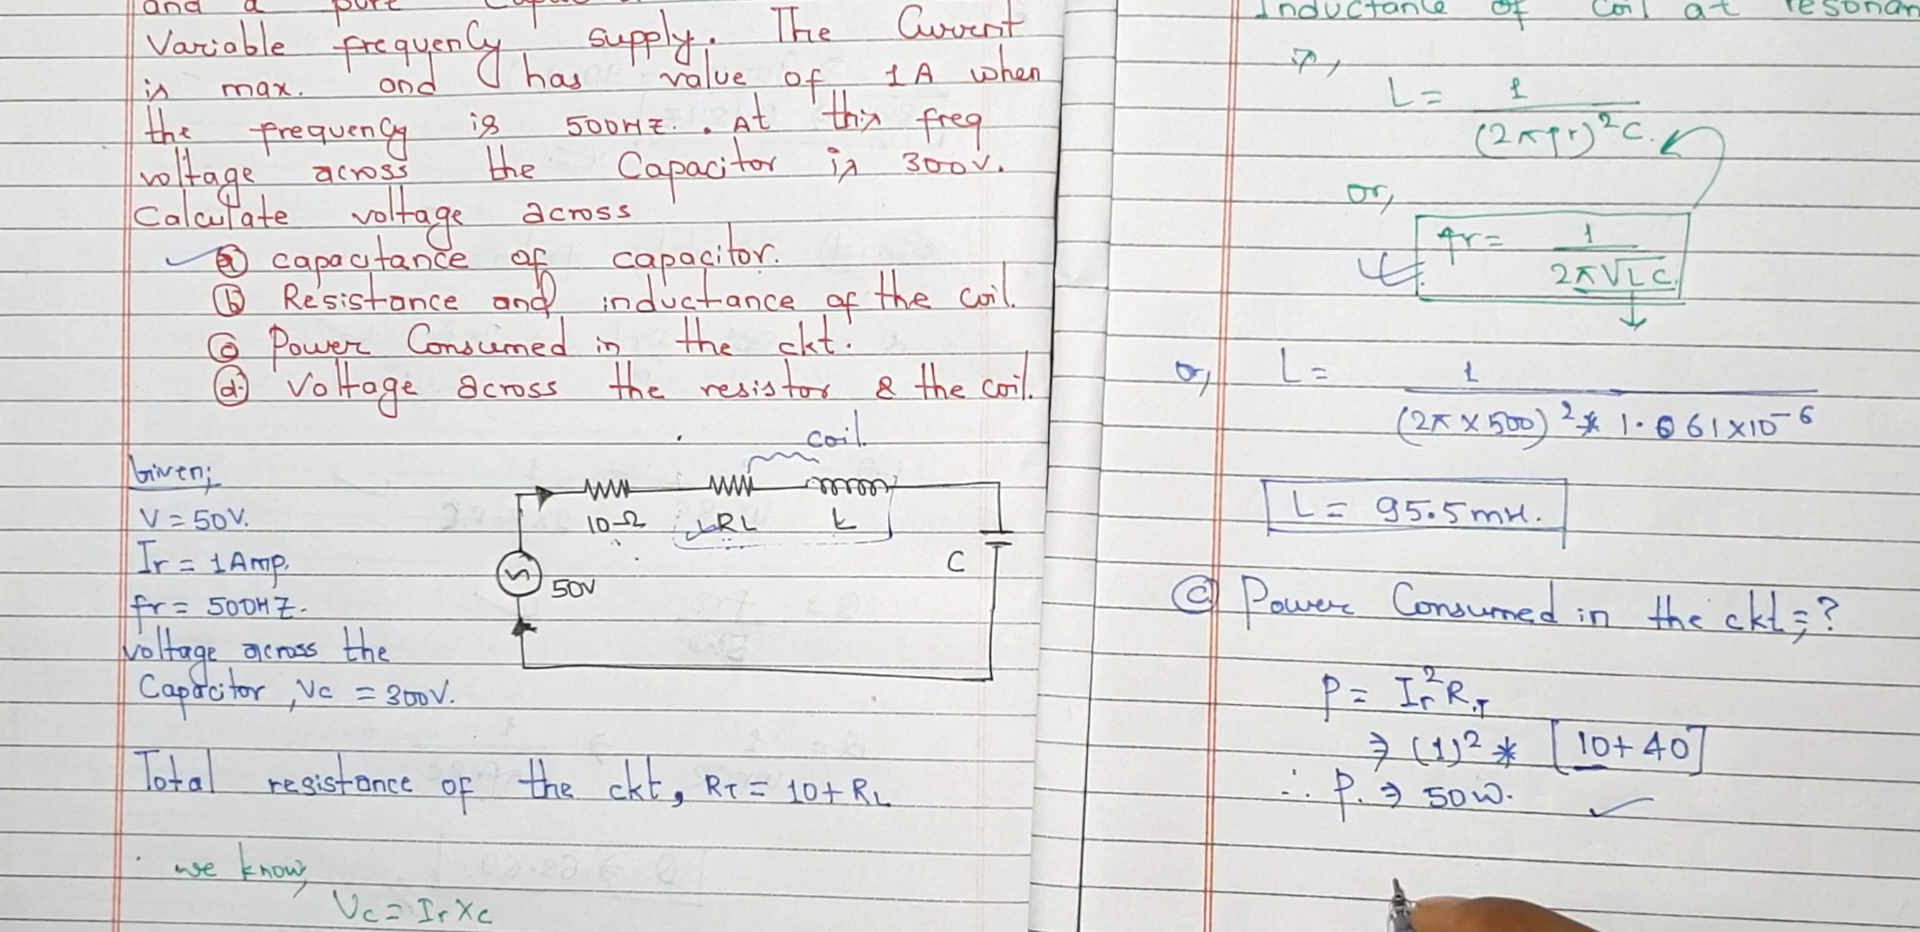 and a pure
Variable frequency supply. The Current
is max. and has value of 1A when
the frequency is 500HZ. At this freq
voltage across the Capacitor is 300V.
Calculate voltage across
(a) capacitance of capacitor.
(b) Resistance and inductance of the coil.
(c) Power Consumed in the ckt.
(d) Voltage across the resistor & the coil.
coil
Given;
V = 50V.
Ir = 1Amp.
fr = 500HZ.
voltage across the
Capacitor, Vc = 300V.
10Ω RL L
C
50V
Total resistance of the ckt, RT = 10 + RL
we know,
Vc = Ir Xc
Inductance of coil at resonan
⇒,
L = 1 / (2πfr)²C.
or,
fr = 1 / 2π√LC
or, L = 1 / (2π × 500)² * 1.061×10⁻⁶
L = 95.5mH.
(c) Power Consumed in the ckt = ?
P = Ir² RT
⇒ (1)² * [10+40]
∴ P. ⇒ 50W.